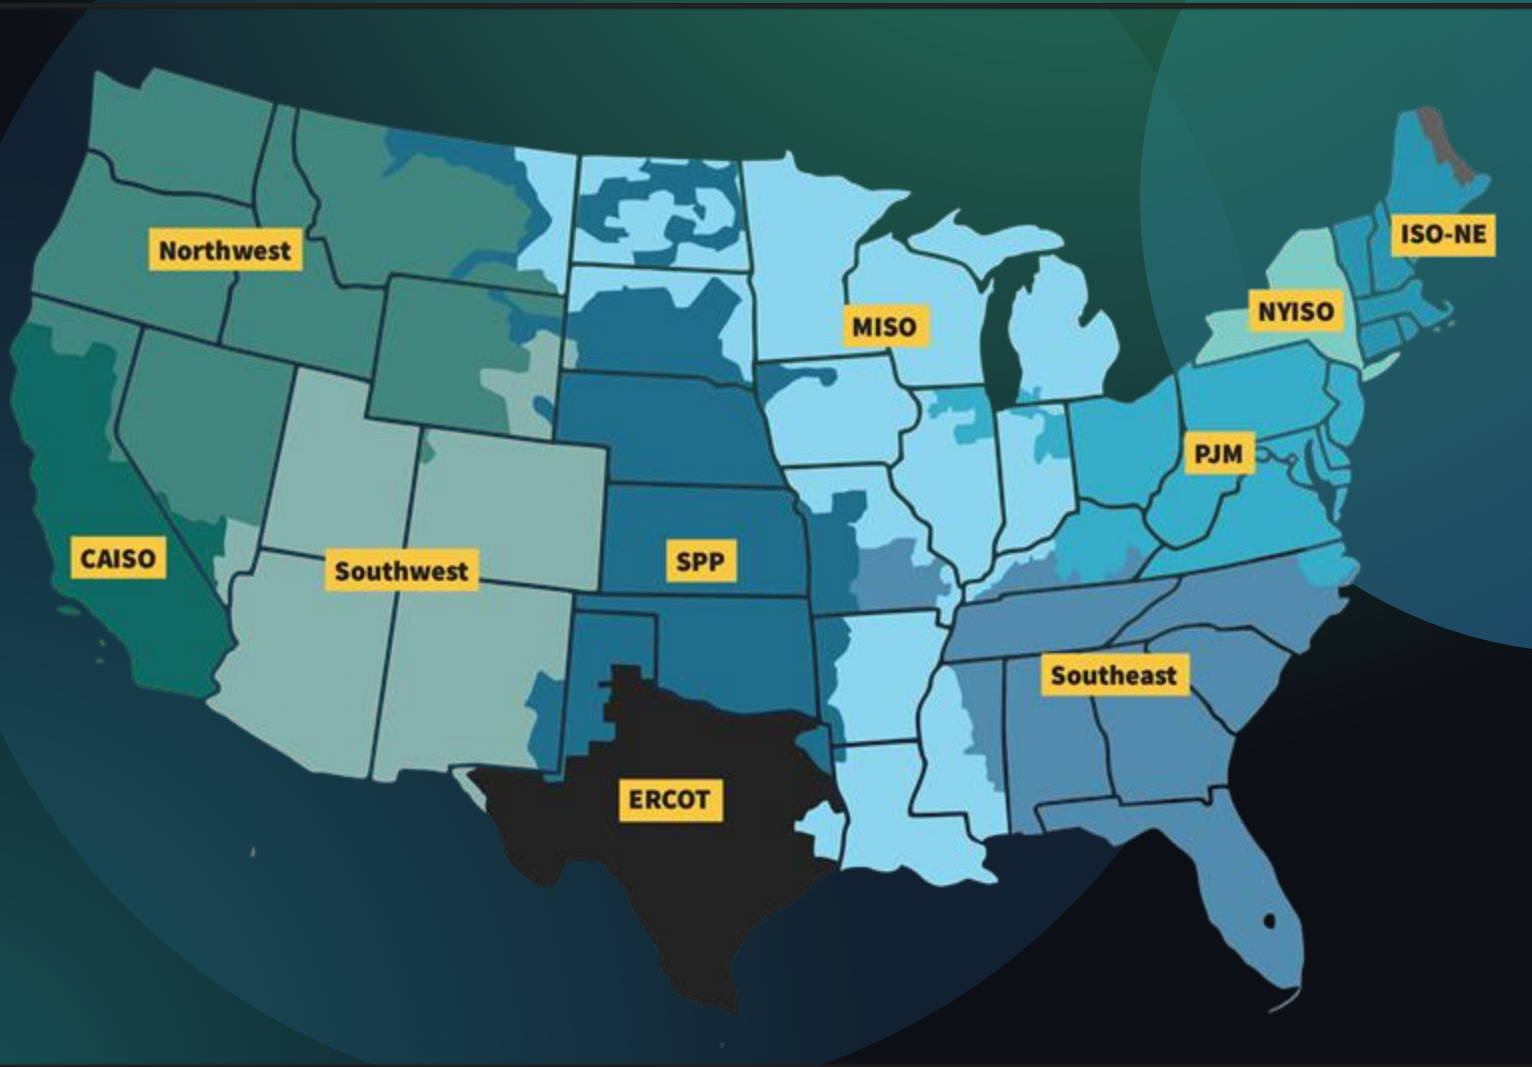 ISO-NE
Northwest
NYISO
MISO
PJM
CAISO
Southwest
SPP
Southeast
ERCOT